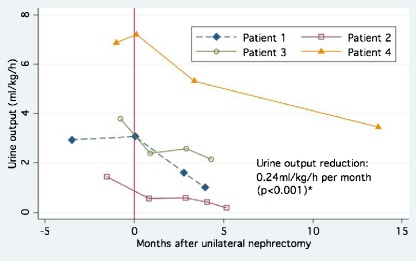 8
6
4
2
0
Urine output (ml/kg/h)
Patient 1 Patient 2
Patient 3 Patient 4
Urine output reduction:
0.24ml/kg/h per month
(p<0.001)*
-5 0 5 10 15
Months after unilateral nephrectomy